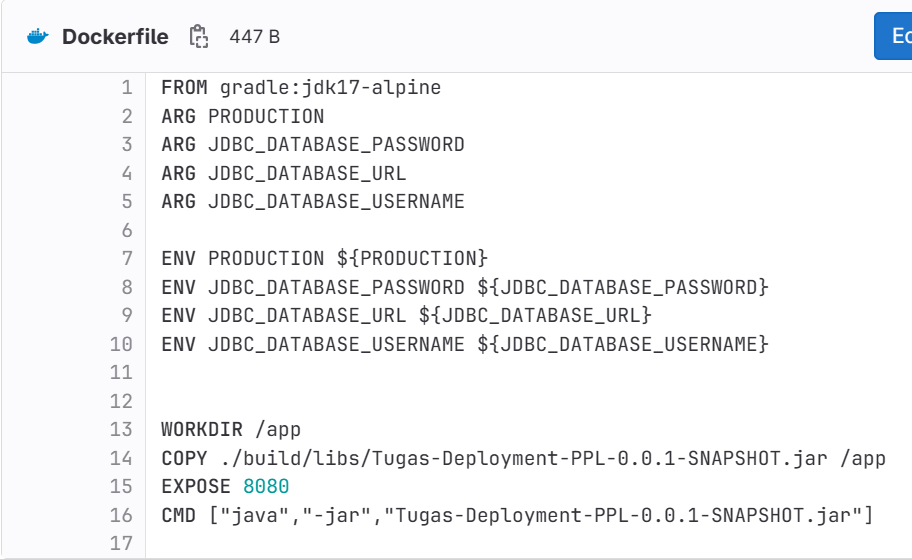 Dockerfile 447 B
Ed
1 FROM gradle:jdk17-alpine
2 ARG PRODUCTION
3 ARG JDBC_DATABASE_PASSWORD
4 ARG JDBC_DATABASE_URL
5 ARG JDBC_DATABASE_USERNAME
6
7 ENV PRODUCTION ${PRODUCTION}
8 ENV JDBC_DATABASE_PASSWORD ${JDBC_DATABASE_PASSWORD}
9 ENV JDBC_DATABASE_URL ${JDBC_DATABASE_URL}
10 ENV JDBC_DATABASE_USERNAME ${JDBC_DATABASE_USERNAME}
11
12
13 WORKDIR /app
14 COPY ./build/libs/Tugas-Deployment-PPL-0.0.1-SNAPSHOT.jar /app
15 EXPOSE 8080
16 CMD ["java","-jar","Tugas-Deployment-PPL-0.0.1-SNAPSHOT.jar"]
17